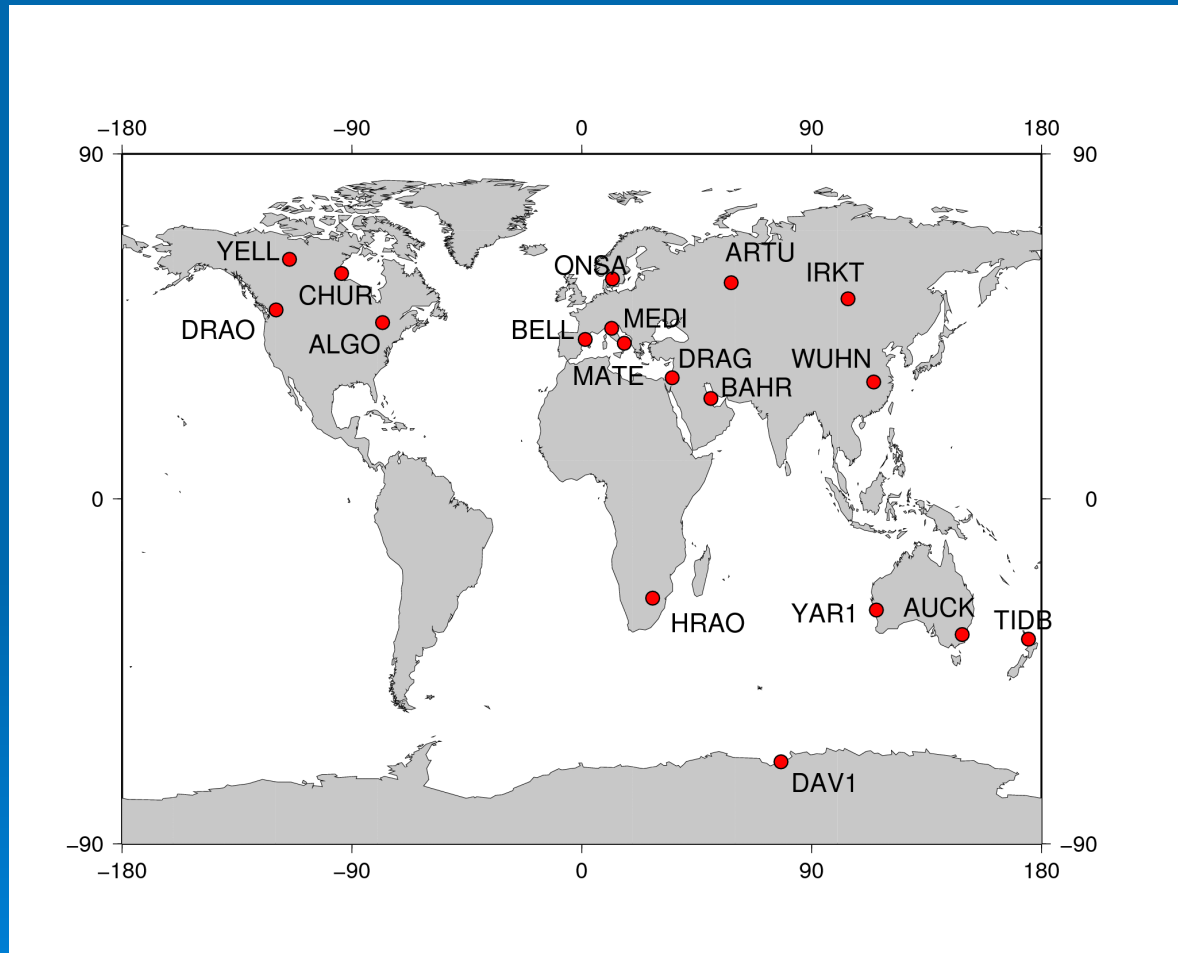 −180 −90 0 90 180
90 90
YELL
ONSA
ARTU
IRKT
CHUR
DRAO
ALGO
BELL
MEDI
MATE
DRAG
WUHN
BAHR
0 0
YAR1
AUCK
TIDB
HRAO
DAV1
−90 −90
−180 −90 0 90 180